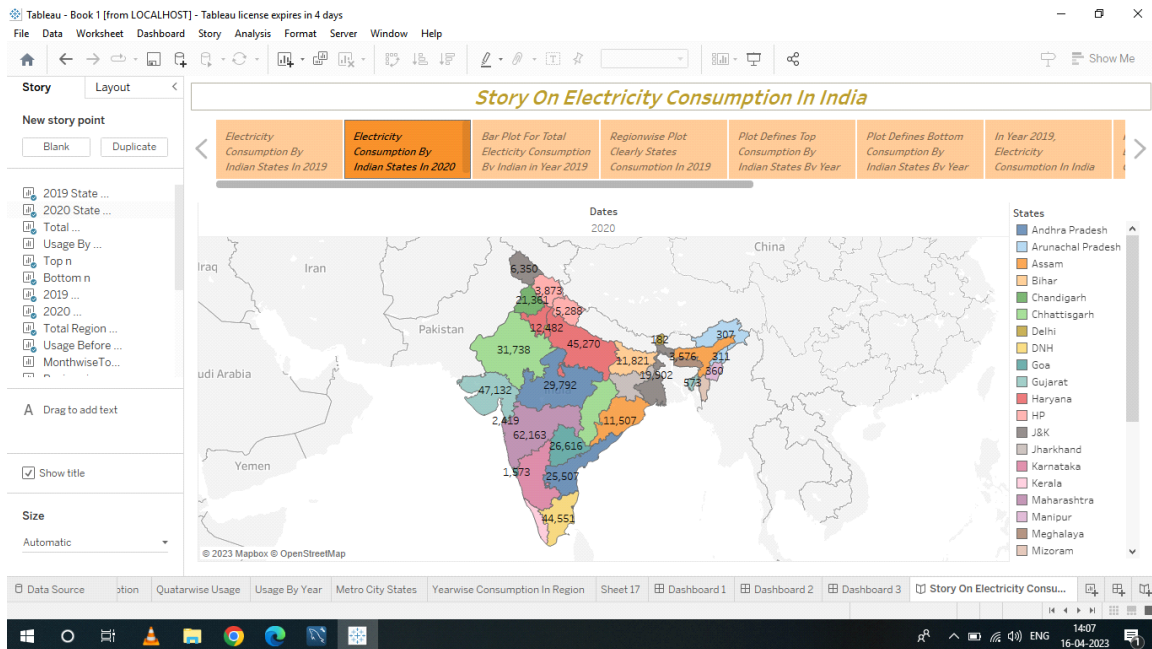 Tableau - Book 1 [from LOCALHOST] - Tableau license expires in 4 days
File Data Worksheet Dashboard Story Analysis Format Server Window Help
Show Me
Story Layout
New story point
Blank Duplicate
2019 State ...
2020 State ...
Total ...
Usage By ...
Top n
Bottom n
2019 ...
2020 ...
Total Region ...
Usage Before ...
MonthwiseTo...
A Drag to add text
Show title
Size
Automatic
Story On Electricity Consumption In India
Electricity
Consumption By
Indian States In 2019
Electricity
Consumption By
Indian States In 2020
Bar Plot For Total
Electicity Consumption
By Indian in Year 2019
Regionwise Plot
Clearly States
Consumption In 2019
Plot Defines Top
Consumption By
Indian States By Year
Plot Defines Bottom
Consumption By
Indian States By Year
In Year 2019,
Electricity
Consumption In India
Dates
2020
Iraq
Iran
China
Pakistan
udi Arabia
Yemen
6,350
3,873
21,361
5,288
12,482
45,270
31,738
182
307
11,821
3,576
311
19,902
360
573
29,792
47,132
2,419
11,507
62,163
26,616
1,573
25,507
44,551
© 2023 Mapbox © OpenStreetMap
States
Andhra Pradesh
Arunachal Pradesh
Assam
Bihar
Chandigarh
Chhattisgarh
Delhi
DNH
Goa
Gujarat
Haryana
HP
J&K
Jharkhand
Karnataka
Kerala
Maharashtra
Manipur
Meghalaya
Mizoram
Data Source ption Quatarwise Usage Usage By Year Metro City States Yearwise Consumption In Region Sheet 17 Dashboard 1 Dashboard 2 Dashboard 3 Story On Electricity Consu...
ENG
14:07
16-04-2023
1